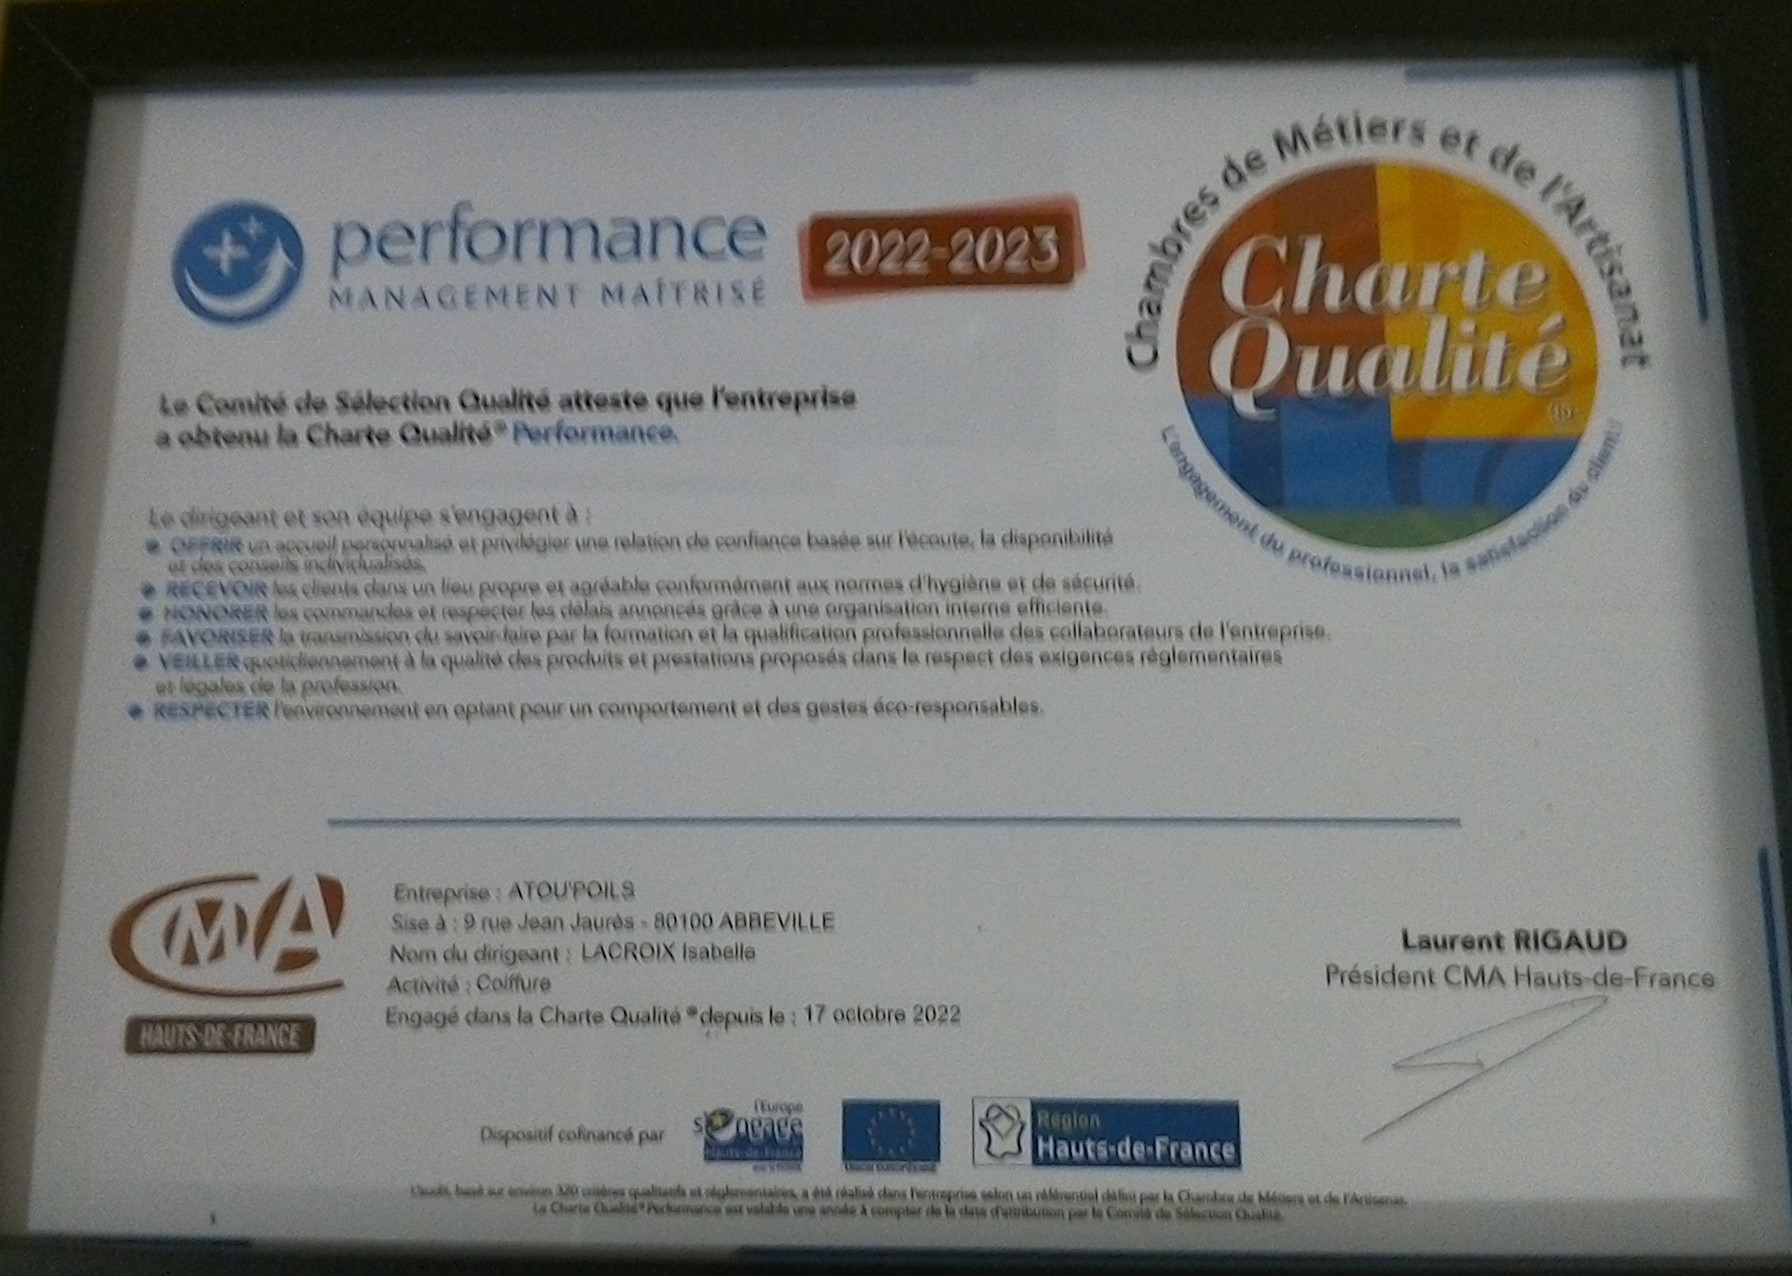 performance
MANAGEMENT MAÎTRISÉ
2022-2023
Chambres de Métiers et de l'Artisanat
Charte
Qualité
®
L'engagement du professionnel, la satisfaction du client!
Le Comité de Sélection Qualité atteste que l'entreprise
a obtenu la Charte Qualité® Performance.
Le dirigeant et son équipe s'engagent à :
OFFRIR un accueil personnalisé et privilégier une relation de confiance basée sur l'écoute, la disponibilité
et des conseils individualisés.
RECEVOIR les clients dans un lieu propre et agréable conformément aux normes d'hygiène et de sécurité.
HONORER les commandes et respecter les délais annoncés grâce à une organisation interne efficiente.
FAVORISER la transmission du savoir-faire par la formation et la qualification professionnelle des collaborateurs de l'entreprise.
VEILLER quotidiennement à la qualité des produits et prestations proposés dans le respect des exigences réglementaires
et légales de la profession.
RESPECTER l'environnement en optant pour un comportement et des gestes éco-responsables.
CMA
HAUTS-DE-FRANCE
Entreprise : ATOU'POILS
Sise à : 9 rue Jean Jaurès - 80100 ABBEVILLE
Nom du dirigeant : LACROIX Isabelle
Activité : Coiffure
Engagé dans la Charte Qualité ® depuis le : 17 octobre 2022
Laurent RIGAUD
Président CMA Hauts-de-France
Dispositif cofinancé par
l'Europe
s'engage
Hauts-de-France
UNION EUROPÉENNE
Région
Hauts-de-France
L'audit, basé sur environ 320 critères qualitatifs et réglementaires, a été réalisé dans l'entreprise selon un référentiel défini par la Chambre de Métiers et de l'Artisanat.
La Charte Qualité® Performance est valable une année à compter de la date d'attribution par le Comité de Sélection Qualité.